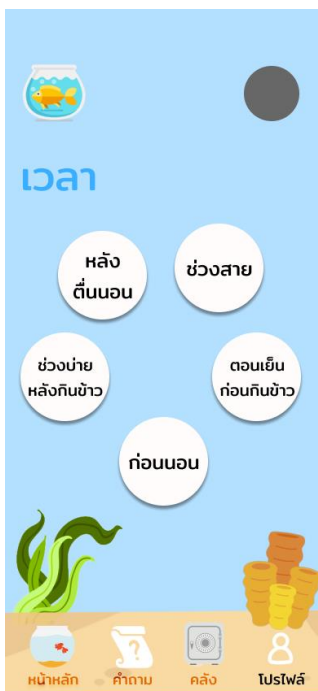 เวลา
หลัง
ตื่นนอน
ช่วงสาย
ช่วงบ่าย
หลังกินข้าว
ตอนเย็น
ก่อนกินข้าว
ก่อนนอน
?
หน้าหลัก
คำถาม
คลัง
โปรไฟล์